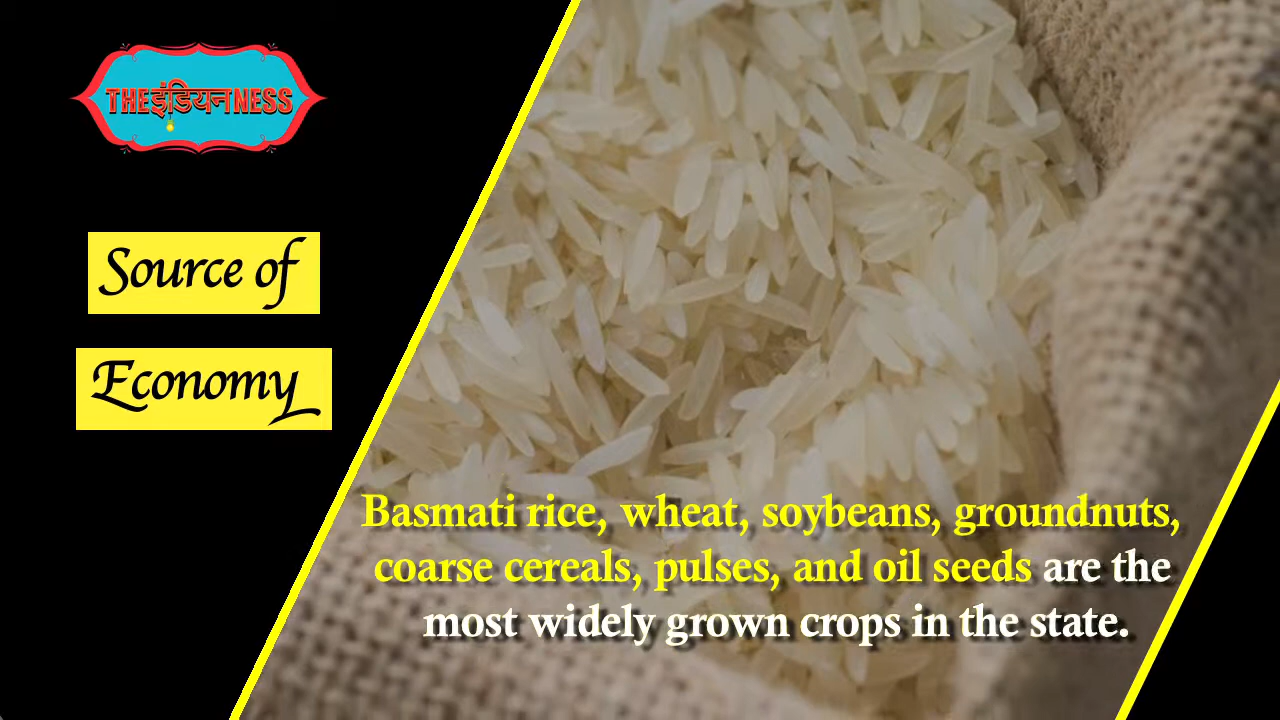 THEइंडियनNESS
Source of
Economy
Basmati rice, wheat, soybeans, groundnuts,
coarse cereals, pulses, and oil seeds are the
most widely grown crops in the state.